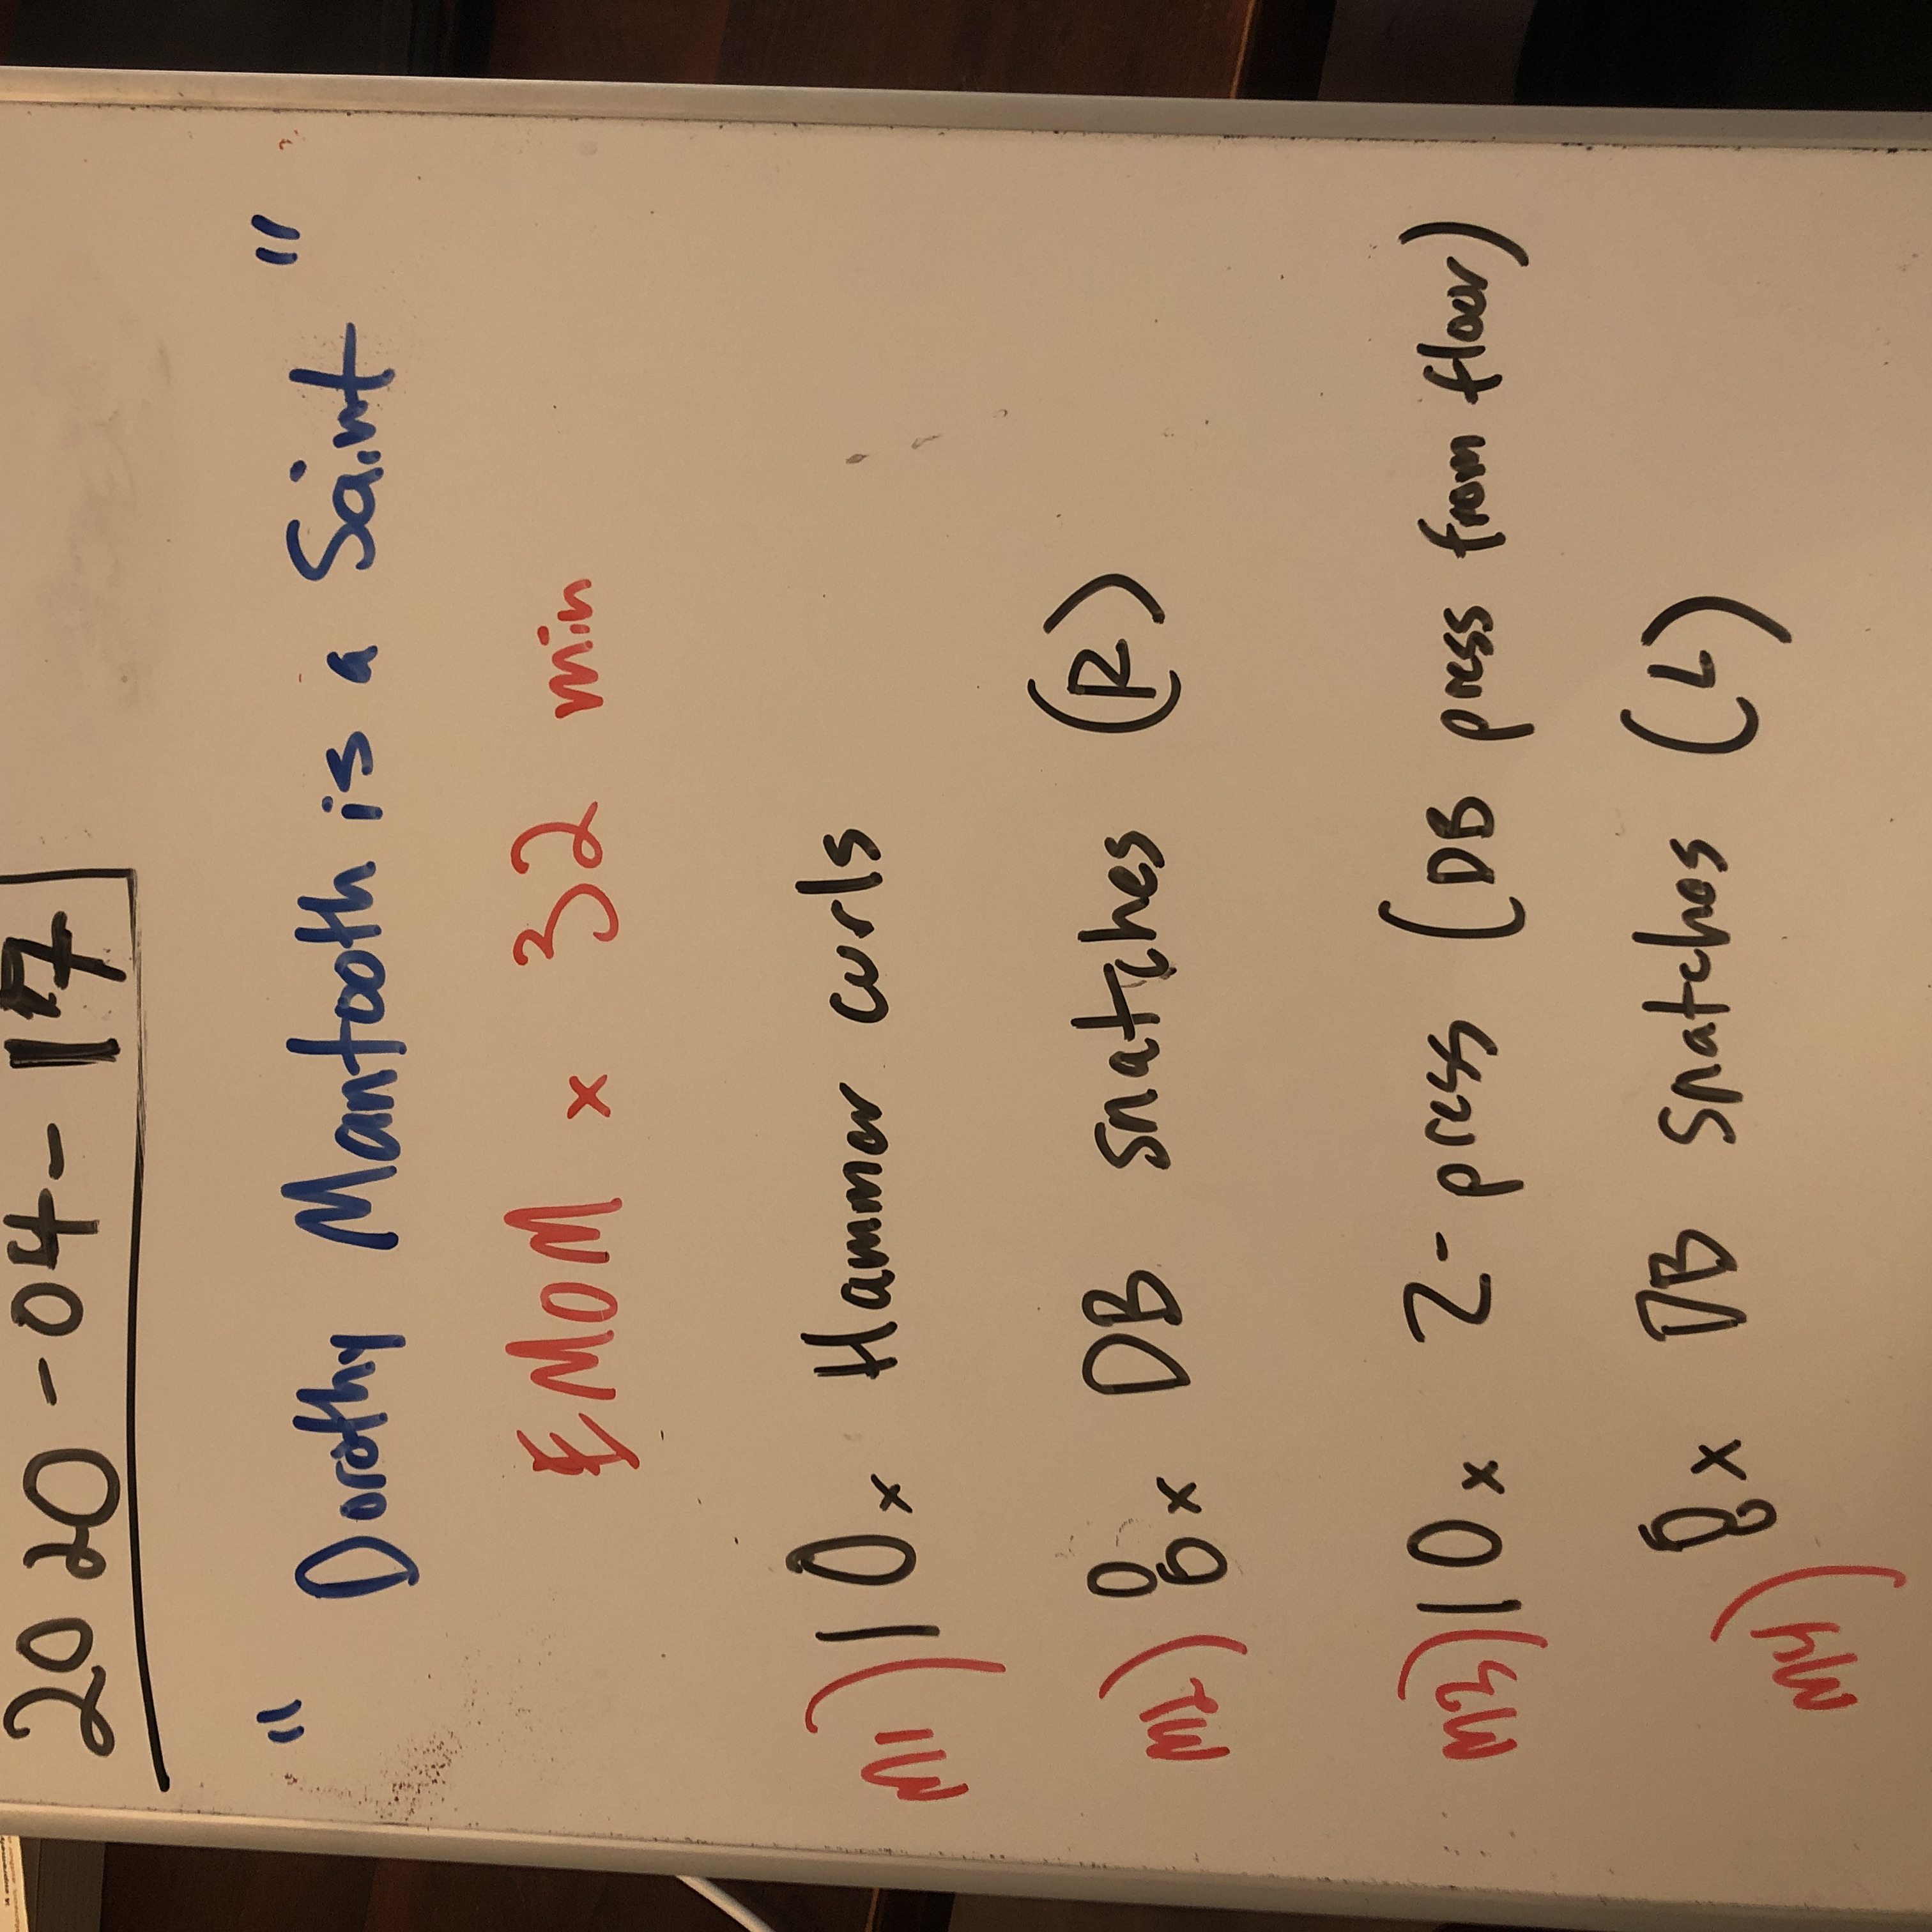 2020-04-17
" Dorothy Mantooth is a Saint "
EMOM x 32 min
M1) 10x Hammer curls
M2) 8x DB snatches (R)
M3) 10x Z-press (DB press from floor)
M4) 8x DB snatches (L)